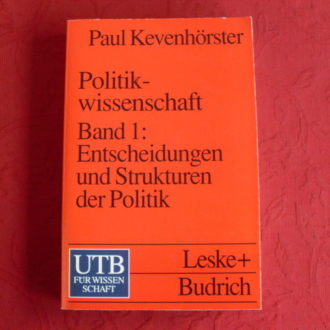 Paul Kevenhörster
Politik-
wissenschaft
Band 1:
Entscheidungen
und Strukturen
der Politik
UTB
FÜR WISSEN
SCHAFT
Leske+
Budrich